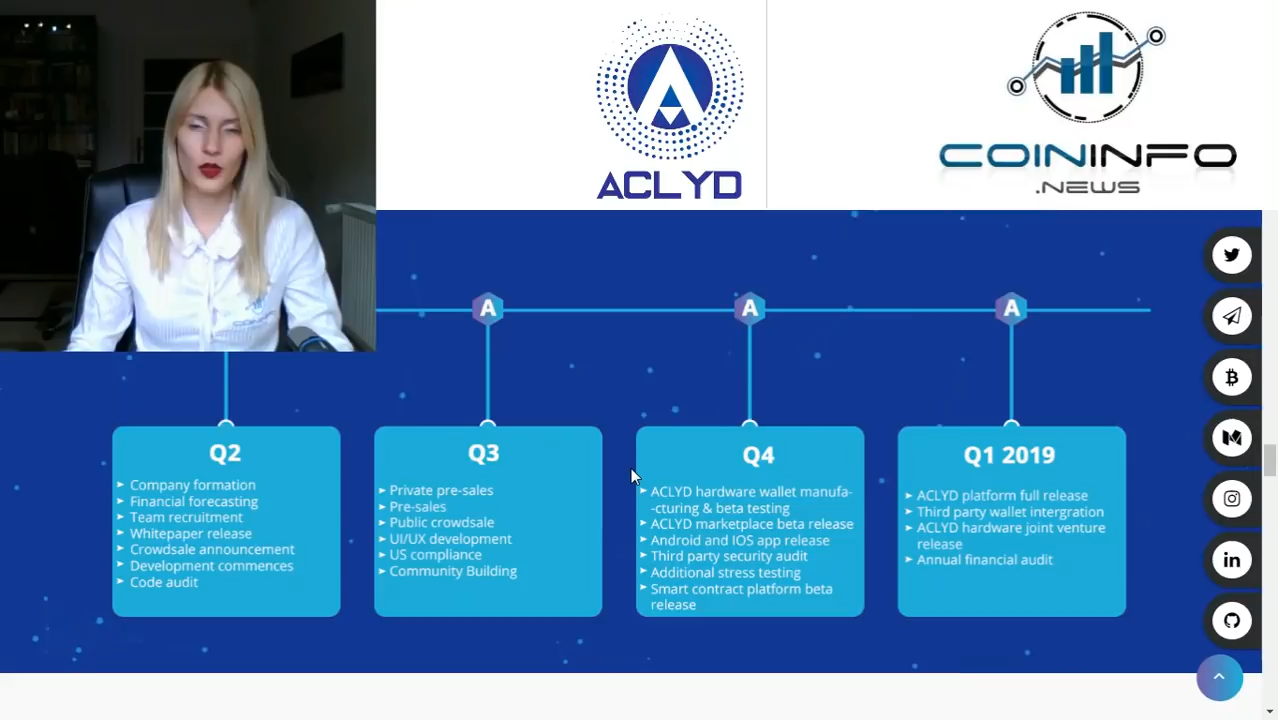 ACLYD
COININFO
.NEWS
A
A
A
Q2
Company formation
Financial forecasting
Team recruitment
Whitepaper release
Crowdsale announcement
Development commences
Code audit
Q3
Private pre-sales
Pre-sales
Public crowdsale
UI/UX development
US compliance
Community Building
Q4
ACLYD hardware wallet manufa-
-cturing & beta testing
ACLYD marketplace beta release
Android and IOS app release
Third party security audit
Additional stress testing
Smart contract platform beta
release
Q1 2019
ACLYD platform full release
Third party wallet intergration
ACLYD hardware joint venture
release
Annual financial audit